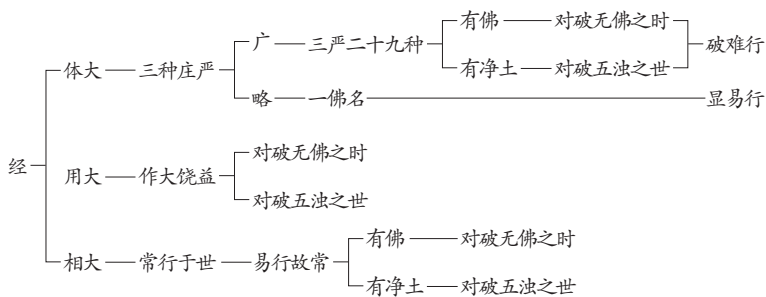 有佛 对破无佛之时
广 三严二十九种 破难行
体大 三种庄严 有净土 对破五浊之世
略 一佛名 显易行
对破无佛之时
经 用大 作大饶益
对破五浊之世
有佛 对破无佛之时
相大 常行于世 易行故常
有净土 对破五浊之世